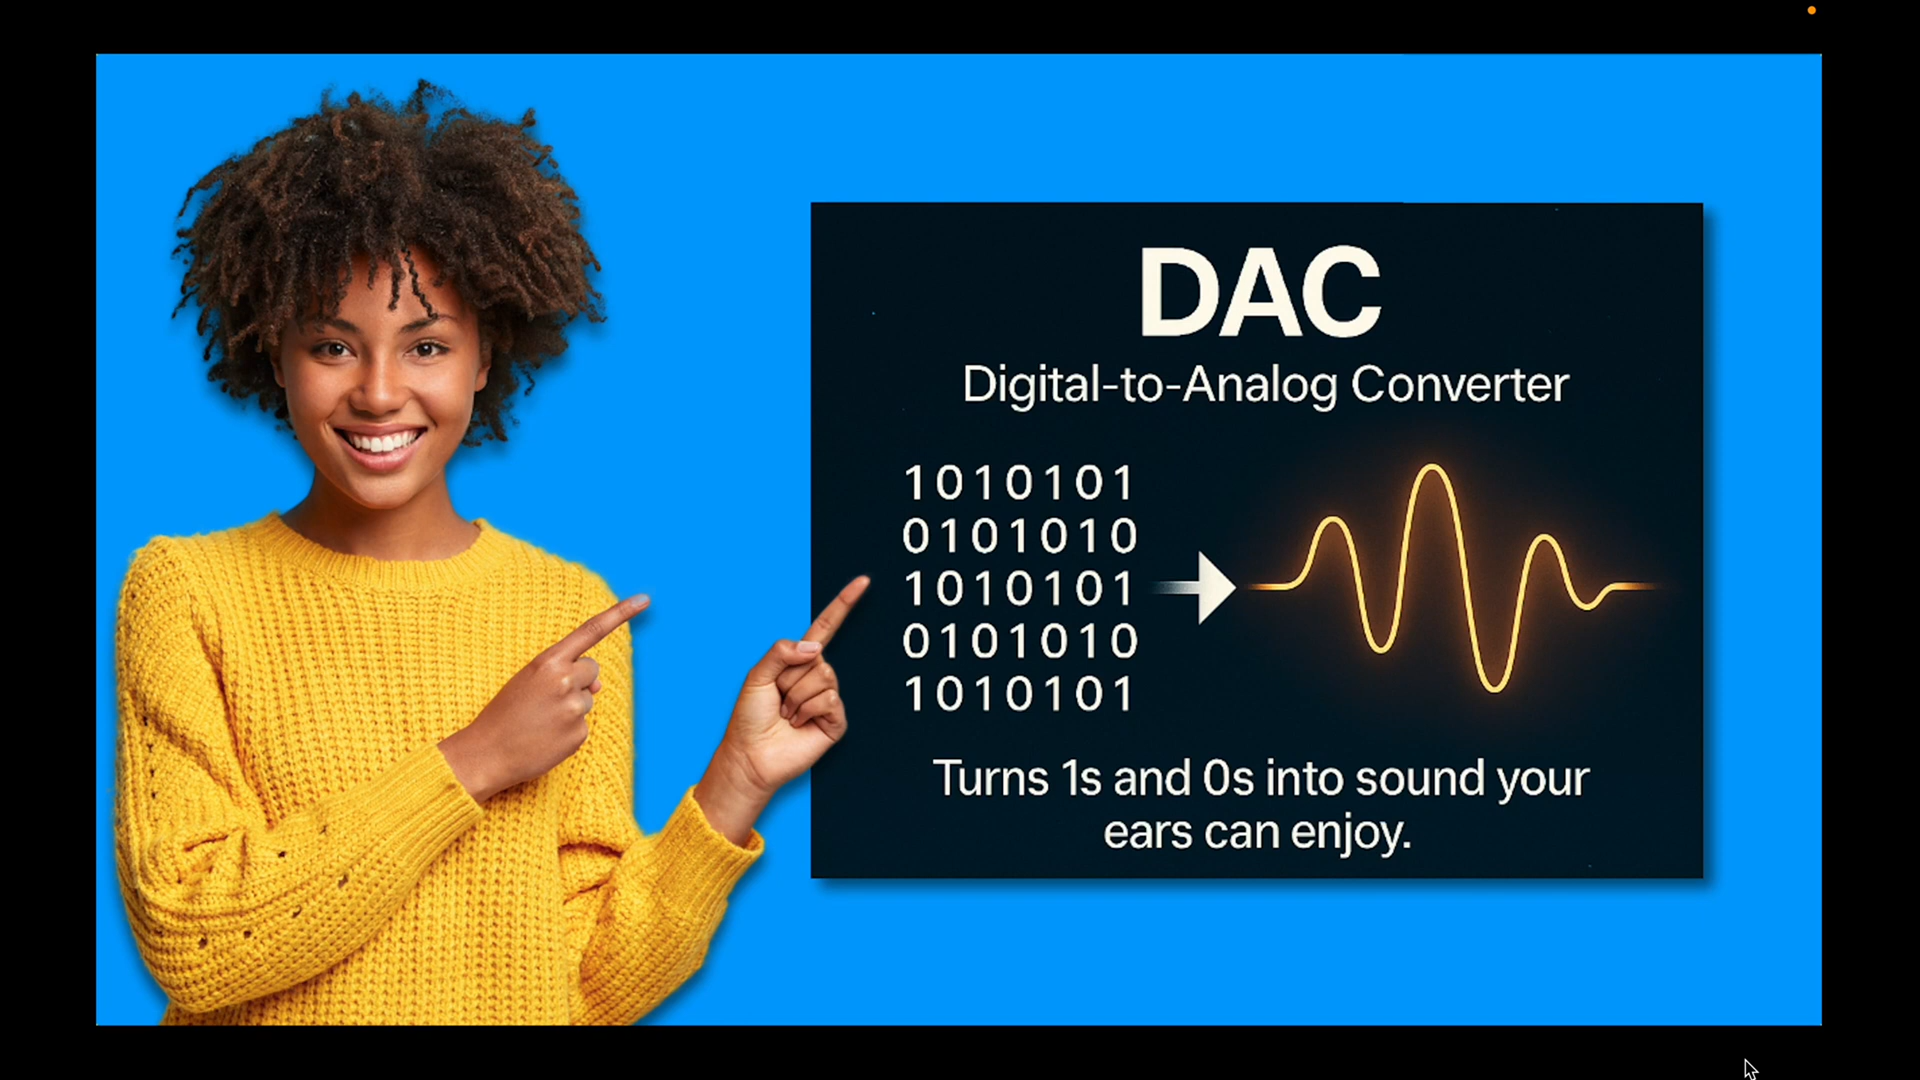 DAC
Digital-to-Analog Converter
1010101
0101010
1010101
0101010
1010101
Turns 1s and 0s into sound your
ears can enjoy.